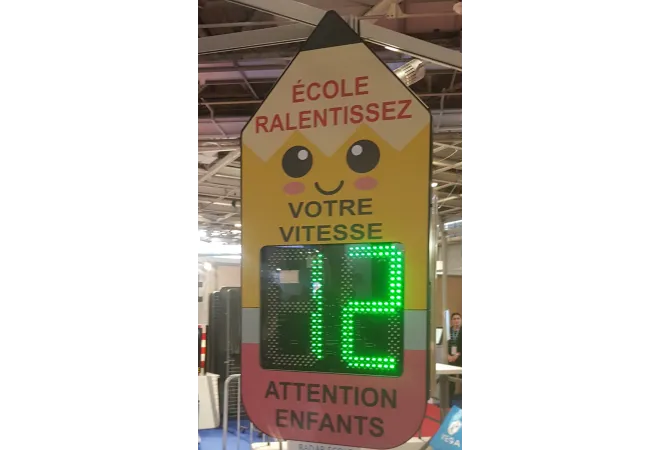 ÉCOLE
RALENTISSEZ
VOTRE
VITESSE
12
ATTENTION
ENFANTS